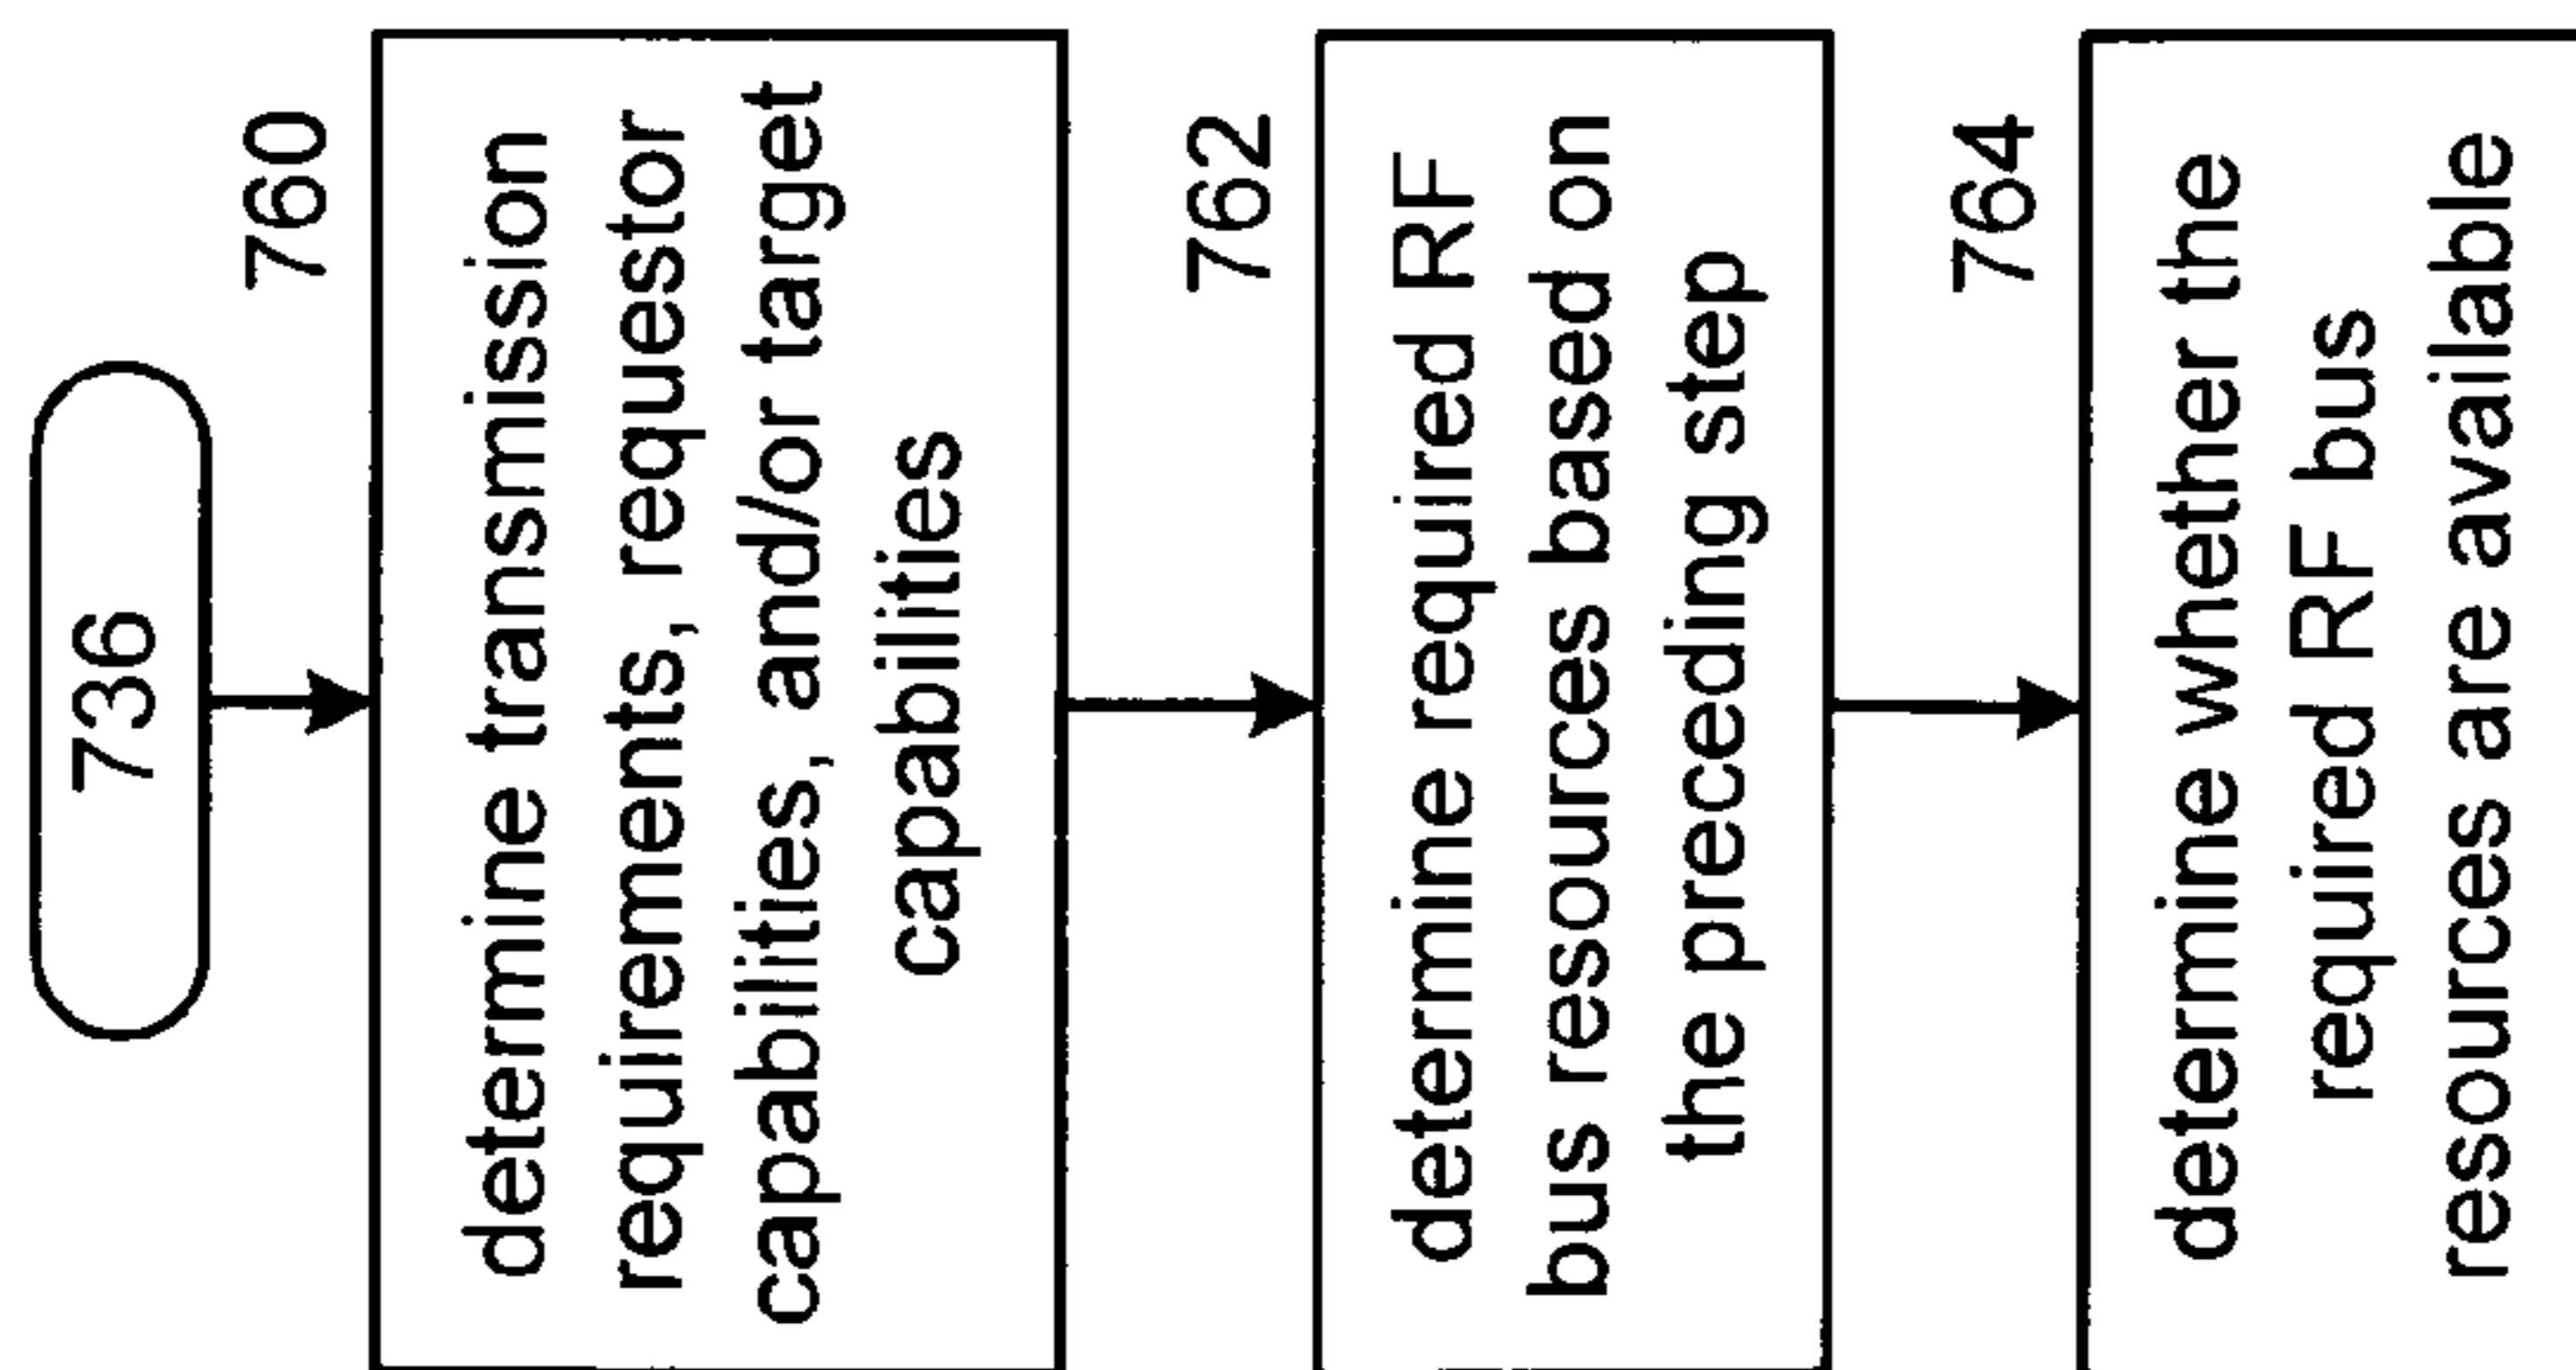 736
760
determine transmission
requirements, requestor
capabilities, and/or target
capabilities
762
determine required RF
bus resources based on
the preceding step
764
determine whether the
required RF bus
resources are available